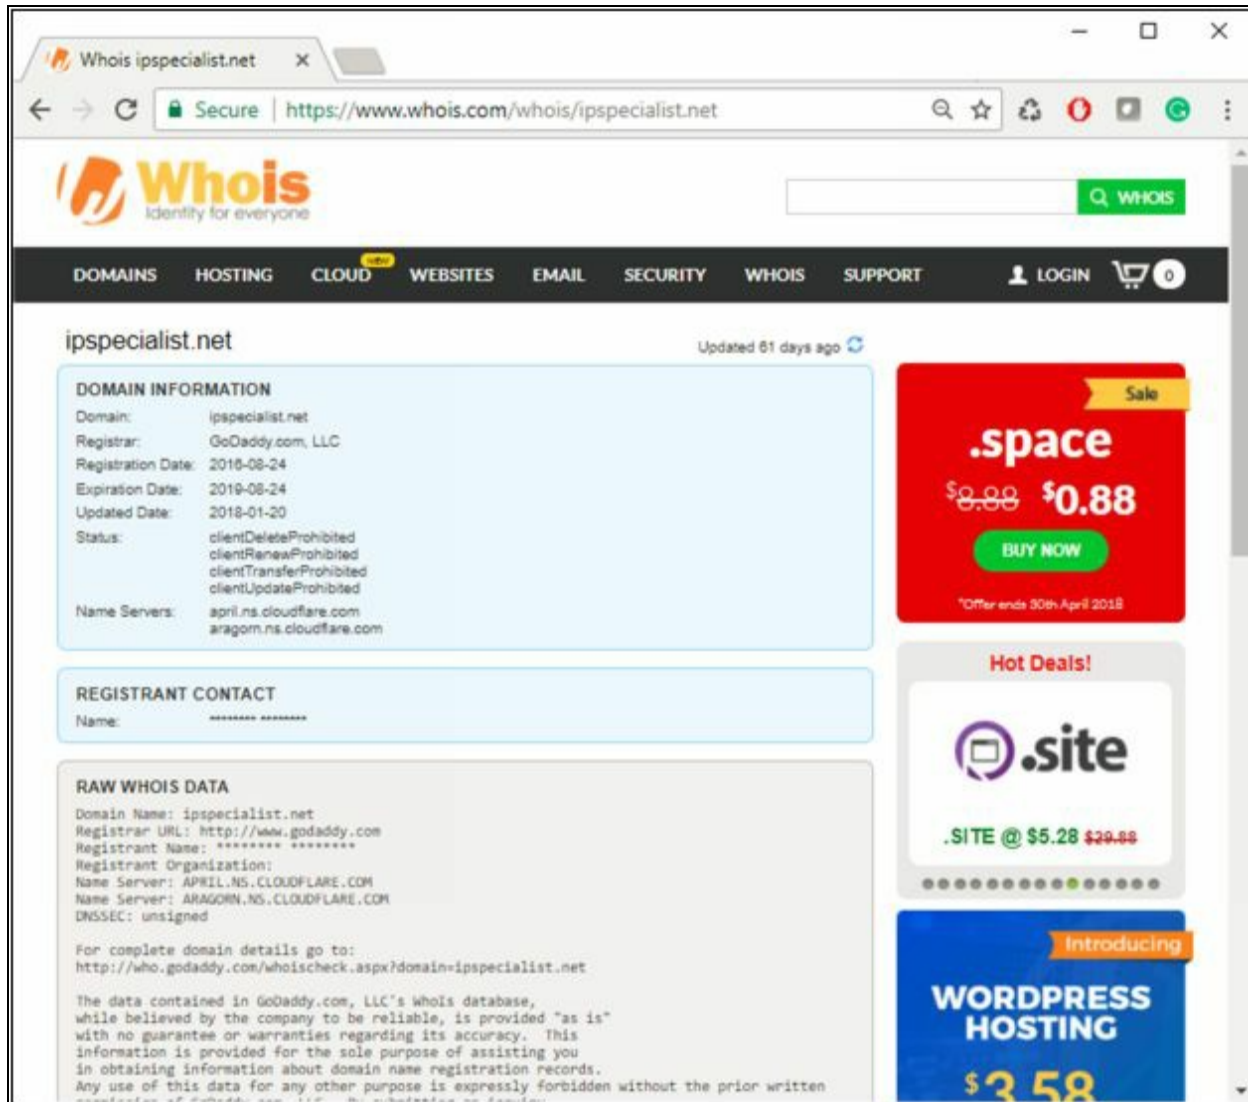 Whois ipspecialist.net
Secure | https://www.whois.com/whois/ipspecialist.net
Whois
Identity for everyone
WHOIS
DOMAINS HOSTING CLOUD NEW WEBSITES EMAIL SECURITY WHOIS SUPPORT LOGIN 0
ipspecialist.net
Updated 61 days ago
DOMAIN INFORMATION
Domain: ipspecialist.net
Registrar: GoDaddy.com, LLC
Registration Date: 2016-08-24
Expiration Date: 2019-08-24
Updated Date: 2018-01-20
Status: clientDeleteProhibited
clientRenewProhibited
clientTransferProhibited
clientUpdateProhibited
Name Servers: april.ns.cloudflare.com
aragorn.ns.cloudflare.com
REGISTRANT CONTACT
Name: ******** ********
RAW WHOIS DATA
Domain Name: ipspecialist.net
Registrar URL: http://www.godaddy.com
Registrant Name: ******** ********
Registrant Organization:
Name Server: APRIL.NS.CLOUDFLARE.COM
Name Server: ARAGORN.NS.CLOUDFLARE.COM
DNSSEC: unsigned
For complete domain details go to:
http://who.godaddy.com/whoischeck.aspx?domain=ipspecialist.net
The data contained in GoDaddy.com, LLC's WhoIs database,
while believed by the company to be reliable, is provided "as is"
with no guarantee or warranties regarding its accuracy. This
information is provided for the sole purpose of assisting you
in obtaining information about domain name registration records.
Any use of this data for any other purpose is expressly forbidden without the prior written
Sale
.space
$8.88 $0.88
BUY NOW
*Offer ends 30th April 2018
Hot Deals!
.site
.SITE @ $5.28 $29.88
Introducing
WORDPRESS
HOSTING
$3.58